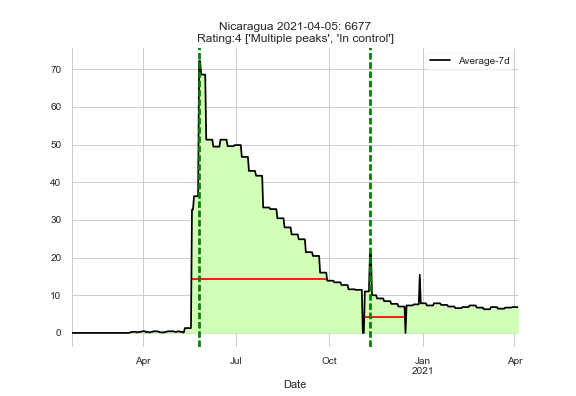 Nicaragua 2021-04-05: 6677
Rating:4 ['Multiple peaks', 'In control']
Average-7d
70
60
50
40
30
20
10
0
Apr
Jul
Oct
Jan
2021
Apr
Date